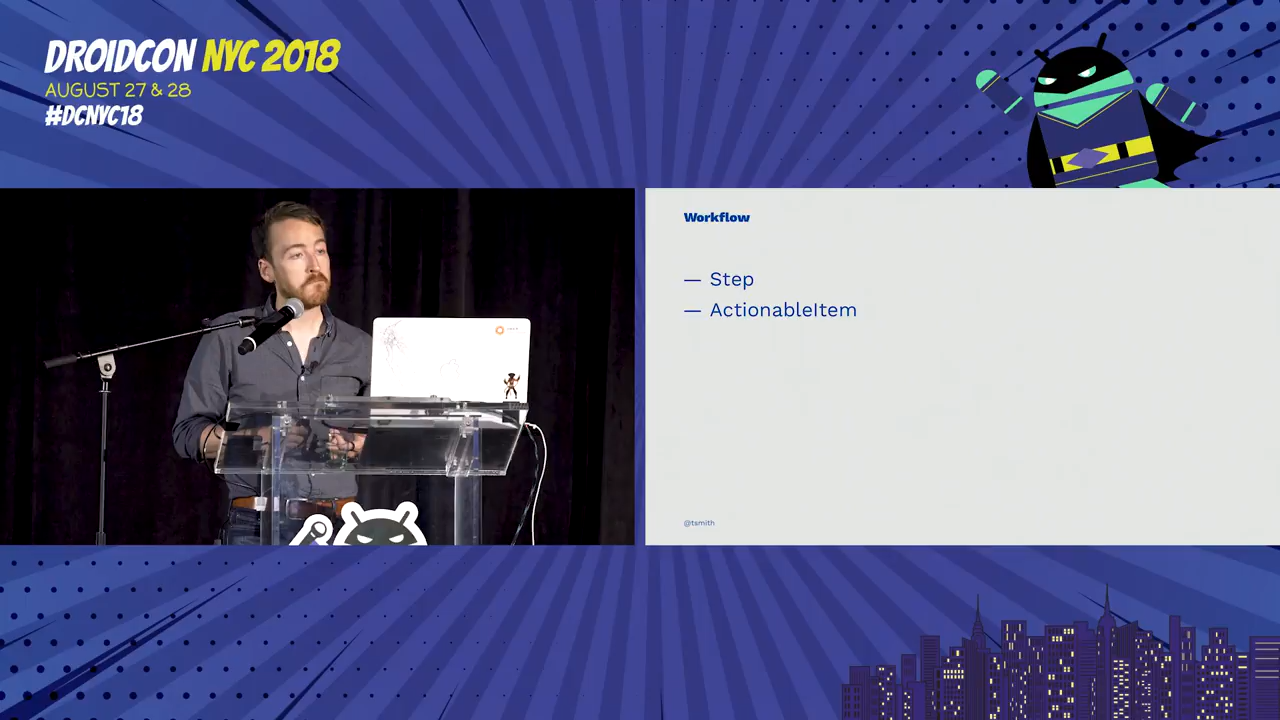 DROIDCON NYC 2018
AUGUST 27 & 28
#DCNYC18
Workflow
— Step
— ActionableItem
@tsmith